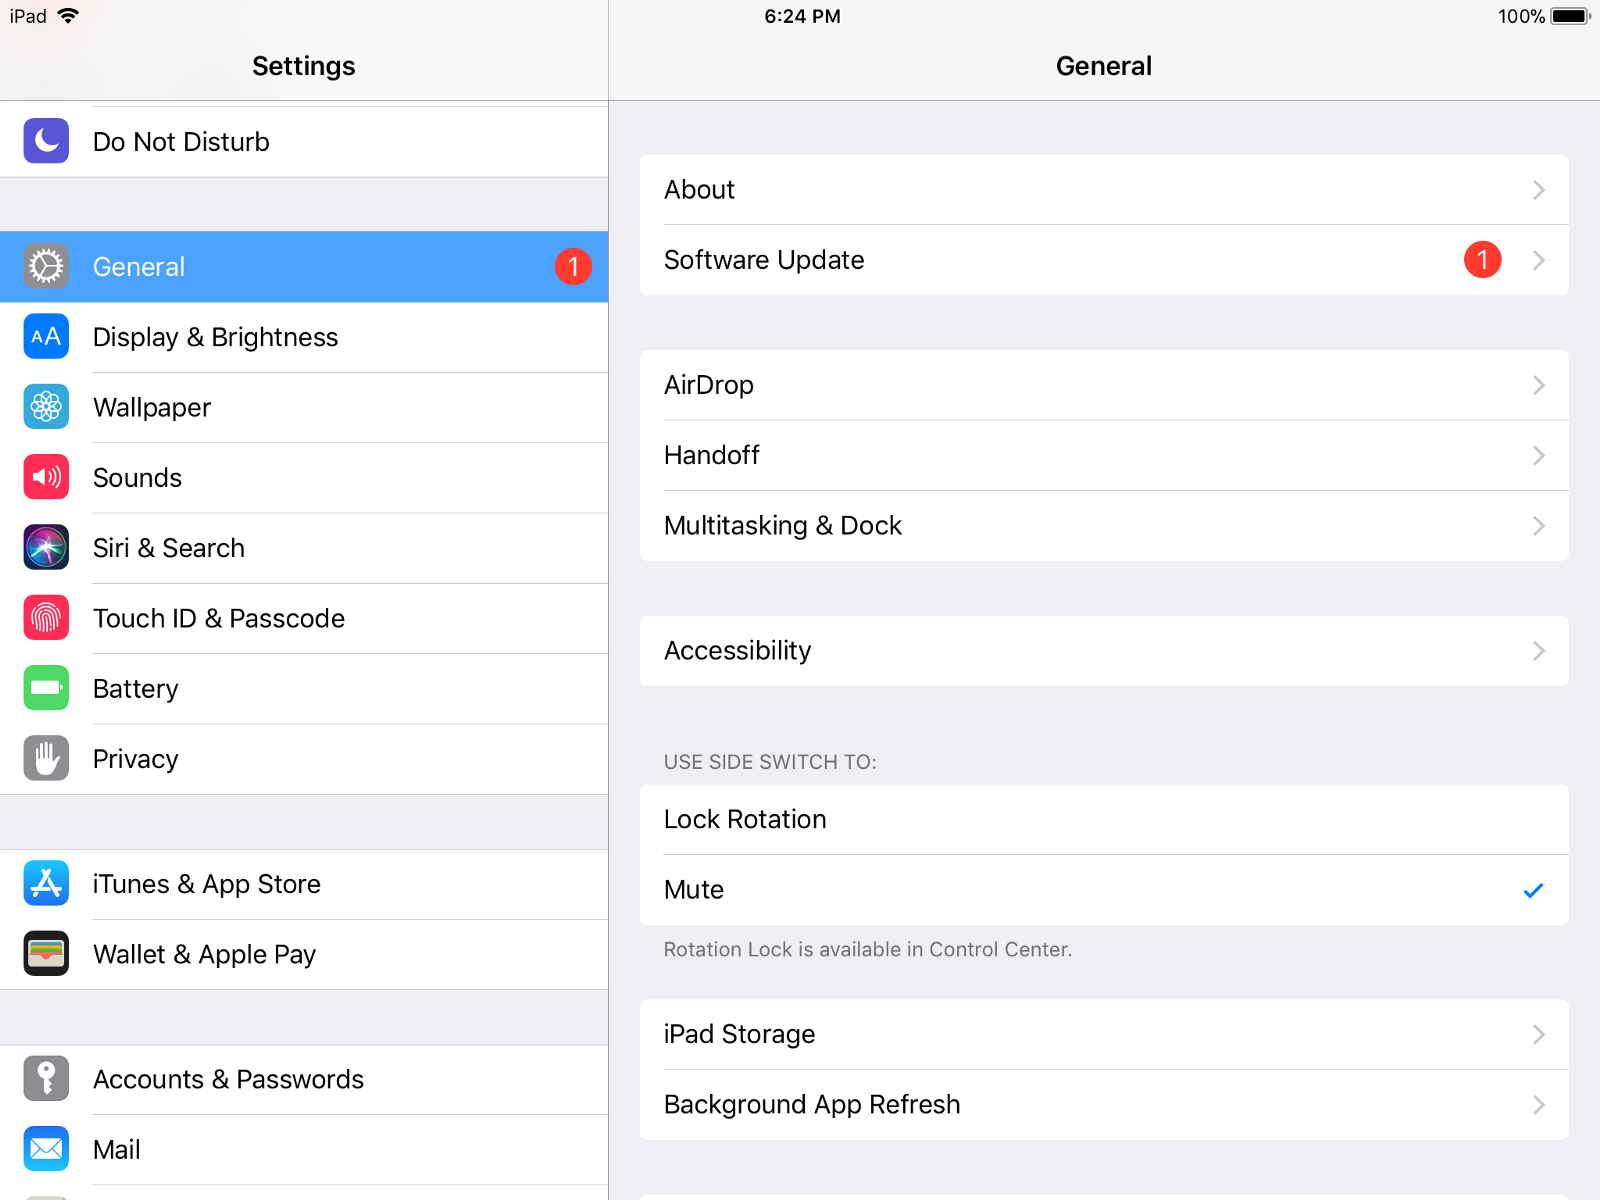 iPad
6:24 PM
100%
Settings
General
Do Not Disturb
General
1
AA
Display & Brightness
Wallpaper
Sounds
Siri & Search
Touch ID & Passcode
Battery
Privacy
iTunes & App Store
Wallet & Apple Pay
Accounts & Passwords
Mail
About
Software Update
1
AirDrop
Handoff
Multitasking & Dock
Accessibility
USE SIDE SWITCH TO:
Lock Rotation
Mute
Rotation Lock is available in Control Center.
iPad Storage
Background App Refresh